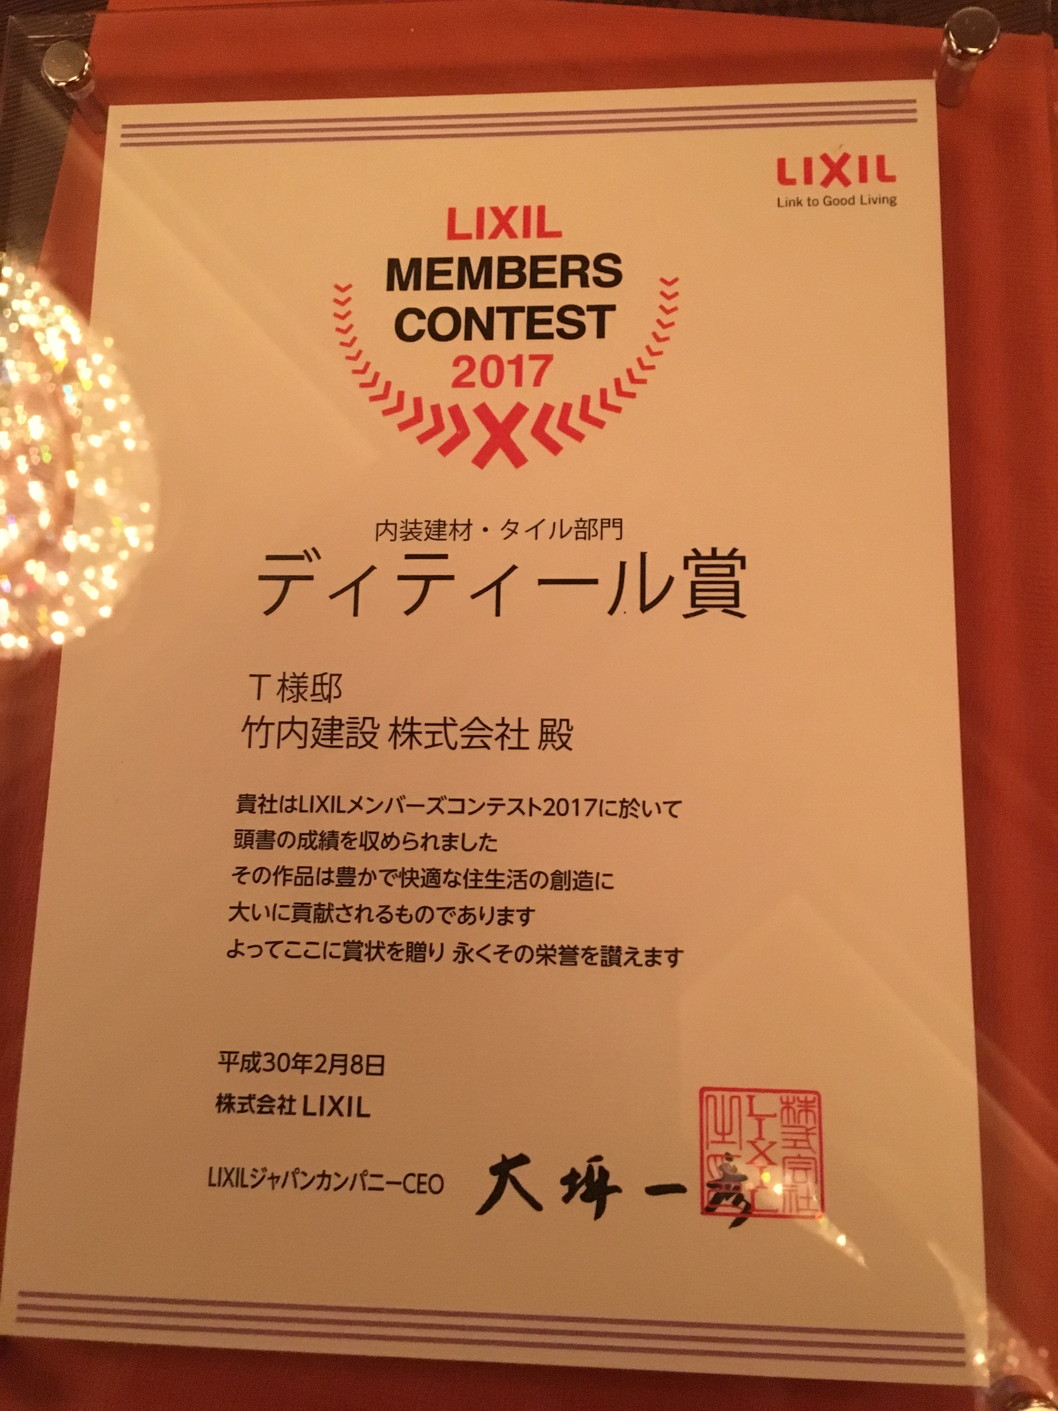 LIXIL
Link to Good Living
LIXIL
MEMBERS
CONTEST
2017
内装建材・タイル部門
ディティール賞
T様邸
竹内建設 株式会社 殿
貴社はLIXILメンバーズコンテスト2017に於いて
頭書の成績を収められました
その作品は豊かで快適な住生活の創造に
大いに貢献されるものであります
よってここに賞状を贈り 永くその栄誉を讃えます
平成30年2月8日
株式会社 LIXIL
LIXILジャパンカンパニーCEO 大坪 一彦
株式会社
LIXIL